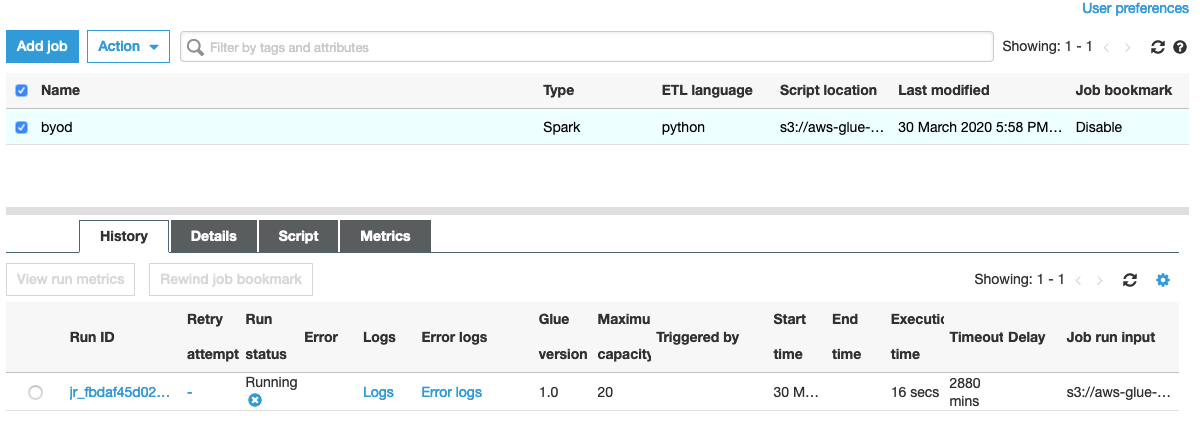 User preferences
Add job Action Filter by tags and attributes Showing: 1 - 1
Name Type ETL language Script location Last modified Job bookmark
byod Spark python s3://aws-glue-... 30 March 2020 5:58 PM... Disable
History Details Script Metrics
View run metrics Rewind job bookmark Showing: 1 - 1
Run ID Retry attempt Run status Error Logs Error logs Glue version Maximu capacity Triggered by Start time End time Executic time Timeout Delay Job run input
jr_fbdaf45d02... - Running Logs Error logs 1.0 20 30 M... 16 secs 2880 mins s3://aws-glue-...